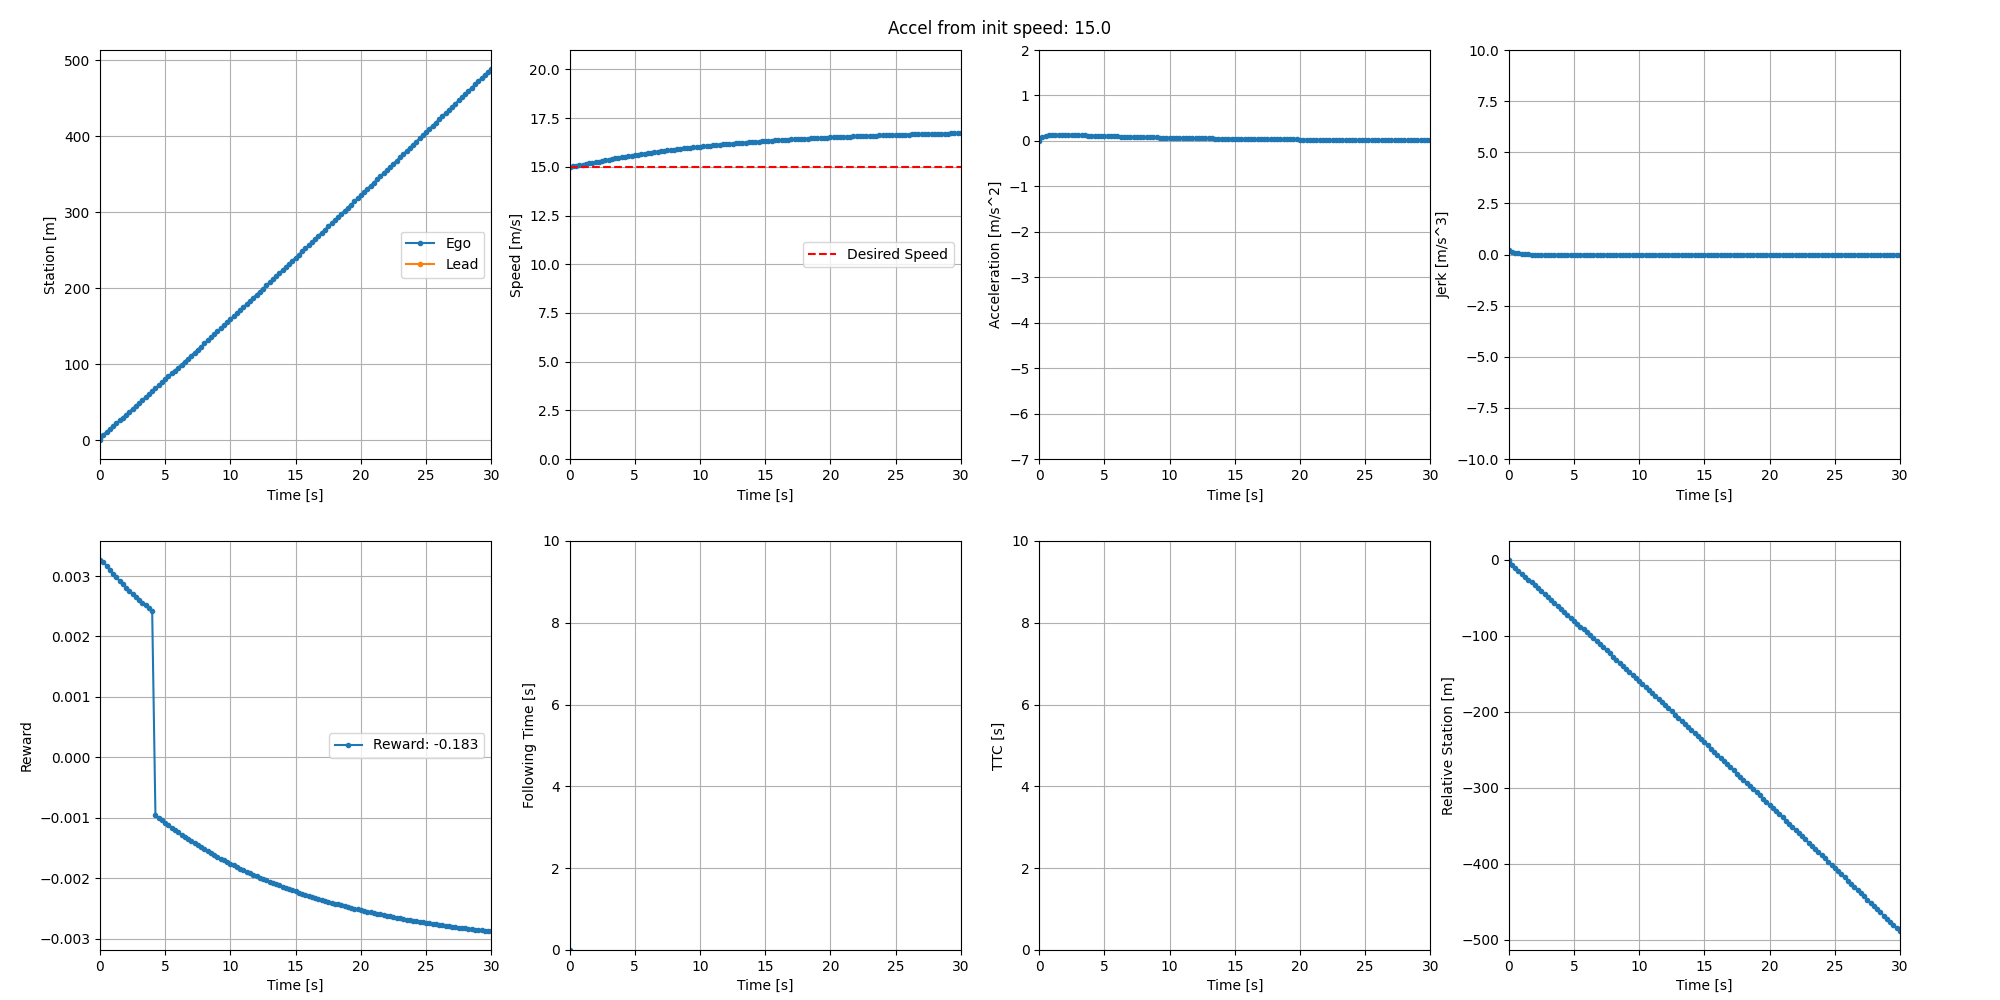 Accel from init speed: 15.0
Station [m]
500
400
300
200
100
0
Ego
Lead
0 5 10 15 20 25 30
Time [s]
Speed [m/s]
20.0
17.5
15.0
12.5
10.0
7.5
5.0
2.5
0.0
Desired Speed
0 5 10 15 20 25 30
Time [s]
Acceleration [m/s^2]
2
1
0
−1
−2
−3
−4
−5
−6
−7
0 5 10 15 20 25 30
Time [s]
Jerk [m/s^3]
10.0
7.5
5.0
2.5
0.0
−2.5
−5.0
−7.5
−10.0
0 5 10 15 20 25 30
Time [s]
Reward
0.003
0.002
0.001
0.000
−0.001
−0.002
−0.003
Reward: -0.183
0 5 10 15 20 25 30
Time [s]
Following Time [s]
10
8
6
4
2
0
0 5 10 15 20 25 30
Time [s]
TTC [s]
10
8
6
4
2
0
0 5 10 15 20 25 30
Time [s]
Relative Station [m]
0
−100
−200
−300
−400
−500
0 5 10 15 20 25 30
Time [s]